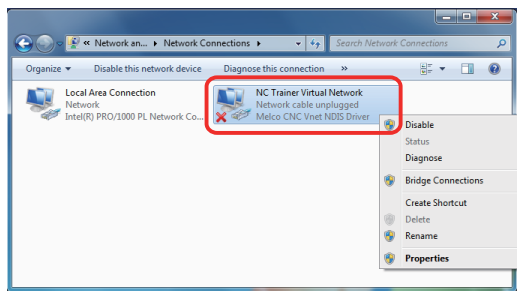 « Network an... ▸ Network Connections ▸
Search Network Connections
Organize ▾ Disable this network device Diagnose this connection »
Local Area Connection
Network
Intel(R) PRO/1000 PL Network Co...
NC Trainer Virtual Network
Network cable unplugged
Melco CNC Vnet NDIS Driver
Disable
Status
Diagnose
Bridge Connections
Create Shortcut
Delete
Rename
Properties